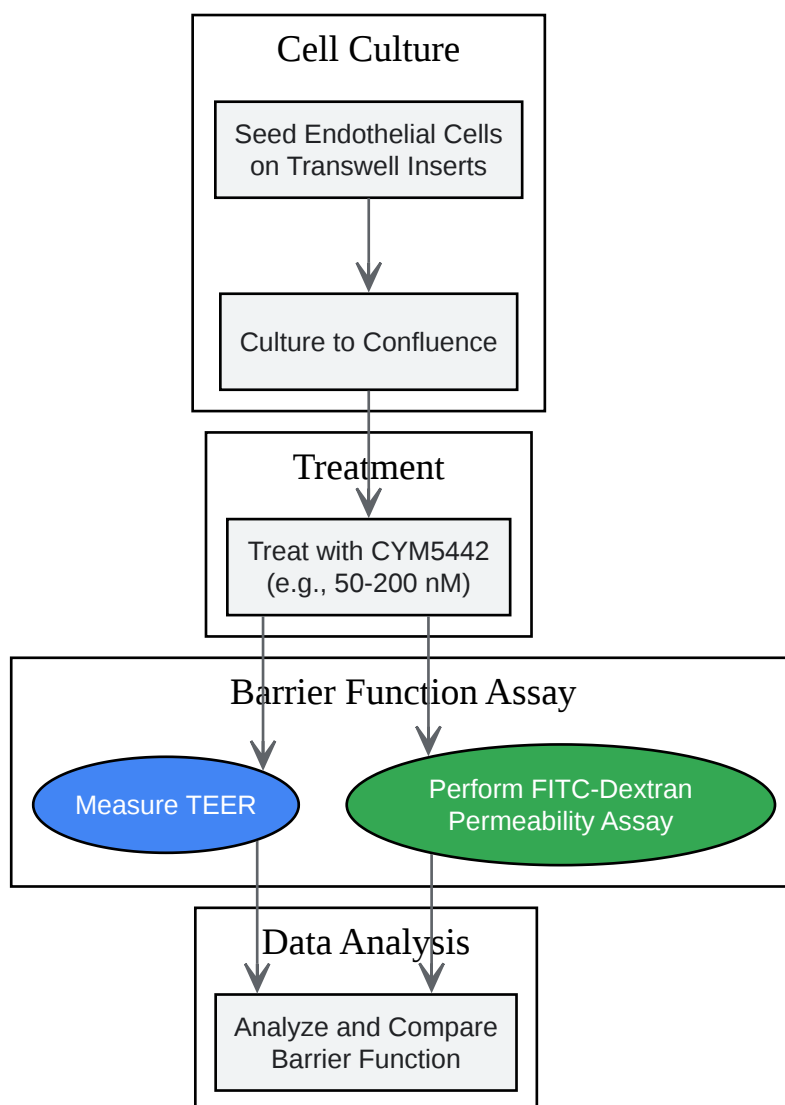 Cell Culture
Seed Endothelial Cells
on Transwell Inserts
Culture to Confluence
Treatment
Treat with CYM5442
(e.g., 50-200 nM)
Barrier Function Assay
Measure TEER
Perform FITC-Dextran
Permeability Assay
Data Analysis
Analyze and Compare
Barrier Function